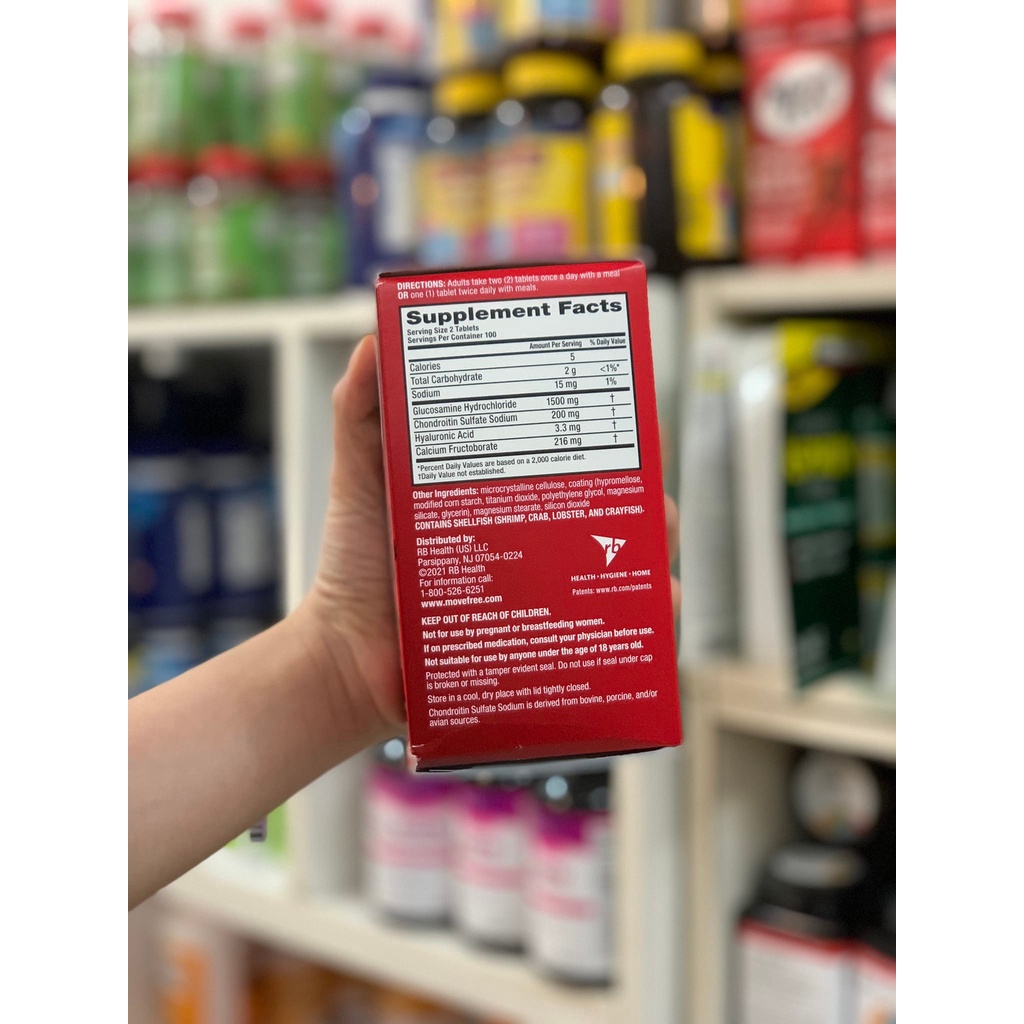 DIRECTIONS: Adults take two (2) tablets once a day with a meal
OR one (1) tablet twice daily with meals.
Supplement Facts
Serving Size 2 Tablets
Servings Per Container 100
Amount Per Serving % Daily Value
Calories 5
Total Carbohydrate 2 g <1%*
Sodium 15 mg 1%
Glucosamine Hydrochloride 1500 mg †
Chondroitin Sulfate Sodium 200 mg †
Hyaluronic Acid 3.3 mg †
Calcium Fructoborate 216 mg †
*Percent Daily Values are based on a 2,000 calorie diet.
†Daily Value not established.
Other Ingredients: microcrystalline cellulose, coating (hypromellose,
modified corn starch, titanium dioxide, polyethylene glycol, magnesium
silicate, glycerin), magnesium stearate, silicon dioxide
CONTAINS SHELLFISH (SHRIMP, CRAB, LOBSTER, AND CRAYFISH).
Distributed by:
RB Health (US) LLC
Parsippany, NJ 07054-0224
©2021 RB Health
For information call:
1-800-526-6251
www.movefree.com
rb
HEALTH • HYGIENE • HOME
Patents: www.rb.com/patents
KEEP OUT OF REACH OF CHILDREN.
Not for use by pregnant or breastfeeding women.
If on prescribed medication, consult your physician before use.
Not suitable for use by anyone under the age of 18 years old.
Protected with a tamper evident seal. Do not use if seal under cap
is broken or missing.
Store in a cool, dry place with lid tightly closed.
Chondroitin Sulfate Sodium is derived from bovine, porcine, and/or
avian sources.